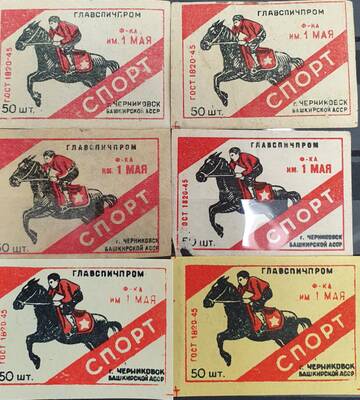 ГЛАВСПИЧПРОМ
Ф-КА
ИМ. 1 МАЯ
ГОСТ 1820-45
СПОРТ
50 шт.
г. ЧЕРНИКОВСК
БАШКИРСКОЙ АССР
ГЛАВСПИЧПРОМ
Ф-КА
ИМ. 1 МАЯ
ГОСТ 1820-45
СПОРТ
50 шт.
г. ЧЕРНИКОВСК
БАШКИРСКОЙ АССР
ГЛАВСПИЧПРОМ
Ф-КА
ИМ. 1 МАЯ
СПОРТ
50 шт.
г. ЧЕРНИКОВСК
БАШКИРСКОЙ АССР
ГЛАВСПИЧПРОМ
Ф-КА
ИМ. 1 МАЯ
ГОСТ 1820-45
СПОРТ
50 шт.
г. ЧЕРНИКОВСК
БАШКИРСКОЙ АССР
ГЛАВСПИЧПРОМ
Ф-КА
ИМ. 1 МАЯ
ГОСТ 1820-45
СПОРТ
50 шт.
г. ЧЕРНИКОВСК
БАШКИРСКОЙ АССР
ГЛАВСПИЧПРОМ
Ф-КА
ИМ. 1 МАЯ
ГОСТ 1820-45
СПОРТ
50 шт.
г. ЧЕРНИКОВСК
БАШКИРСКОЙ АССР